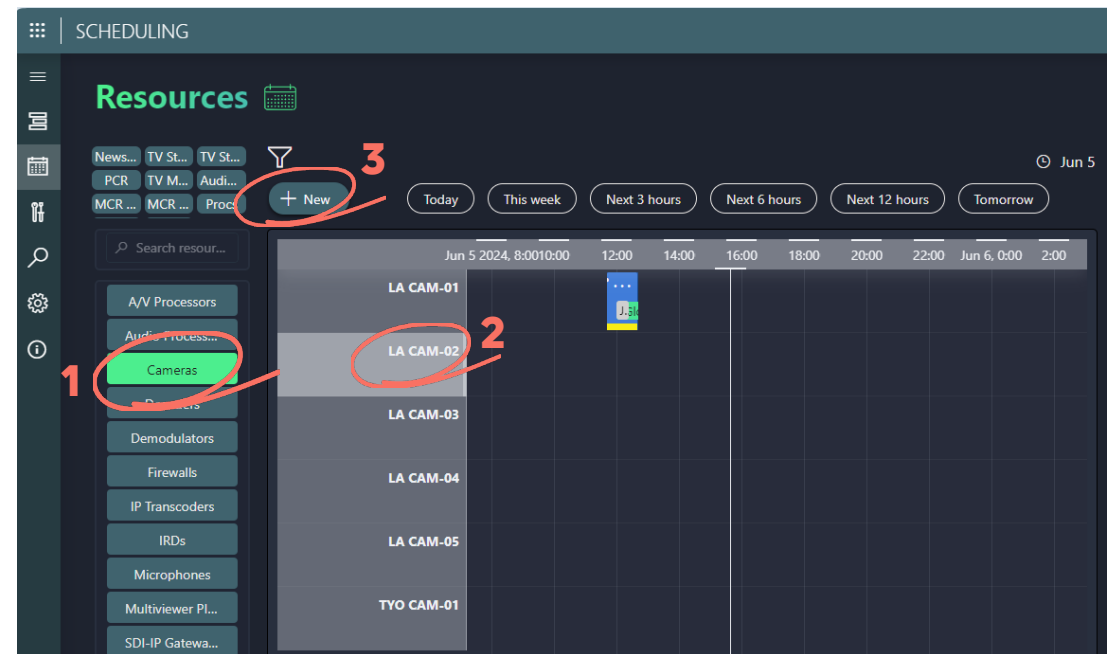 SCHEDULING
Resources
News... TV St... TV St...
PCR TV M... Audi...
MCR ... MCR ... Procs
3
Jun 5
+ New
Today This week Next 3 hours Next 6 hours Next 12 hours Tomorrow
Search resour...
Jun 5 2024, 8:00 10:00 12:00 14:00 16:00 18:00 20:00 22:00 Jun 6, 0:00 2:00
1
A/V Processors
Audio Process...
Cameras
Demodulators
Firewalls
IP Transcoders
IRDs
Microphones
Multiviewer Pl...
SDI-IP Gatewa...
LA CAM-01
...
LA CAM-02
2
LA CAM-03
LA CAM-04
LA CAM-05
TYO CAM-01